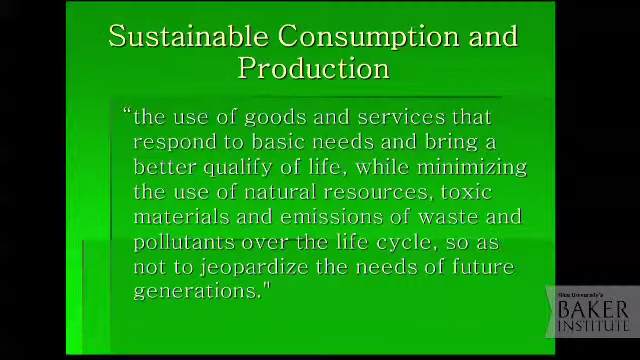 Sustainable Consumption and
Production
“the use of goods and services that
respond to basic needs and bring a
better qualify of life, while minimizing
the use of natural resources, toxic
materials and emissions of waste and
pollutants over the life cycle, so as
not to jeopardize the needs of future
generations."
Rice University's
BAKER
INSTITUTE